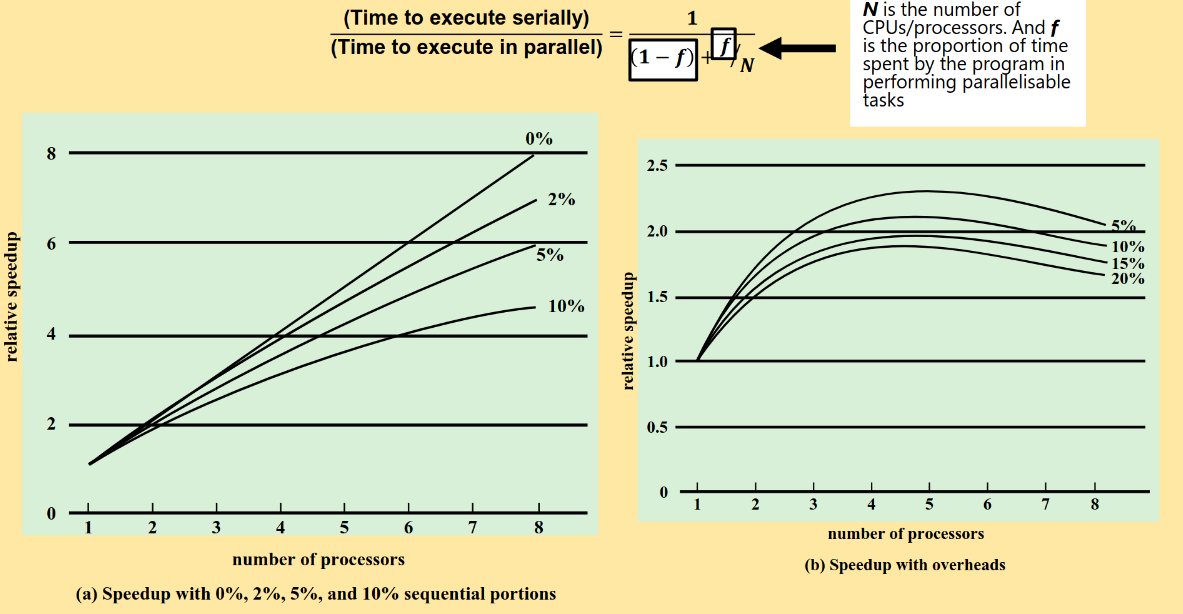 (Time to execute serially)
(Time to execute in parallel)
=
1
(1 − f) + f/N
N is the number of
CPUs/processors. And f
is the proportion of time
spent by the program in
performing parallelisable
tasks
relative speedup
8
6
4
2
0
0%
2%
5%
10%
1 2 3 4 5 6 7 8
number of processors
(a) Speedup with 0%, 2%, 5%, and 10% sequential portions
relative speedup
2.5
2.0
1.5
1.0
0.5
0
5%
10%
15%
20%
1 2 3 4 5 6 7 8
number of processors
(b) Speedup with overheads